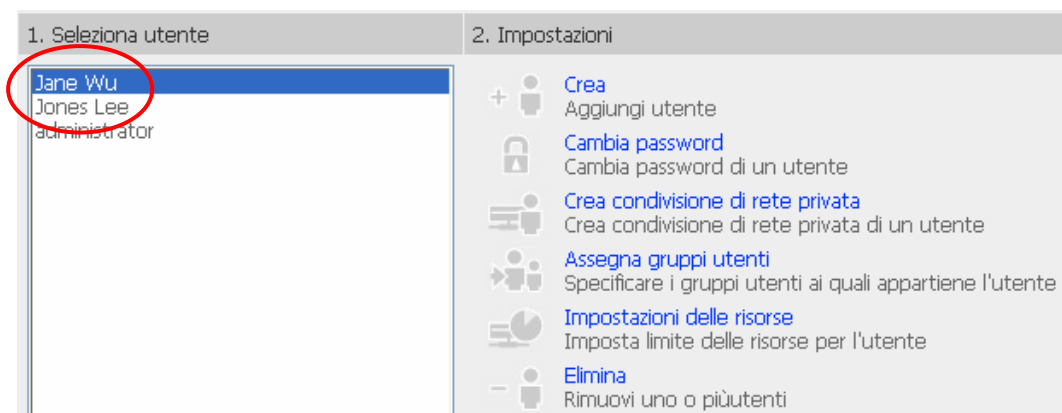 1. Seleziona utente
2. Impostazioni
Jane Wu
Jones Lee
administrator
Crea
Aggiungi utente
Cambia password
Cambia password di un utente
Crea condivisione di rete privata
Crea condivisione di rete privata di un utente
Assegna gruppi utenti
Specificare i gruppi utenti ai quali appartiene l'utente
Impostazioni delle risorse
Imposta limite delle risorse per l'utente
Elimina
Rimuovi uno o piùutenti